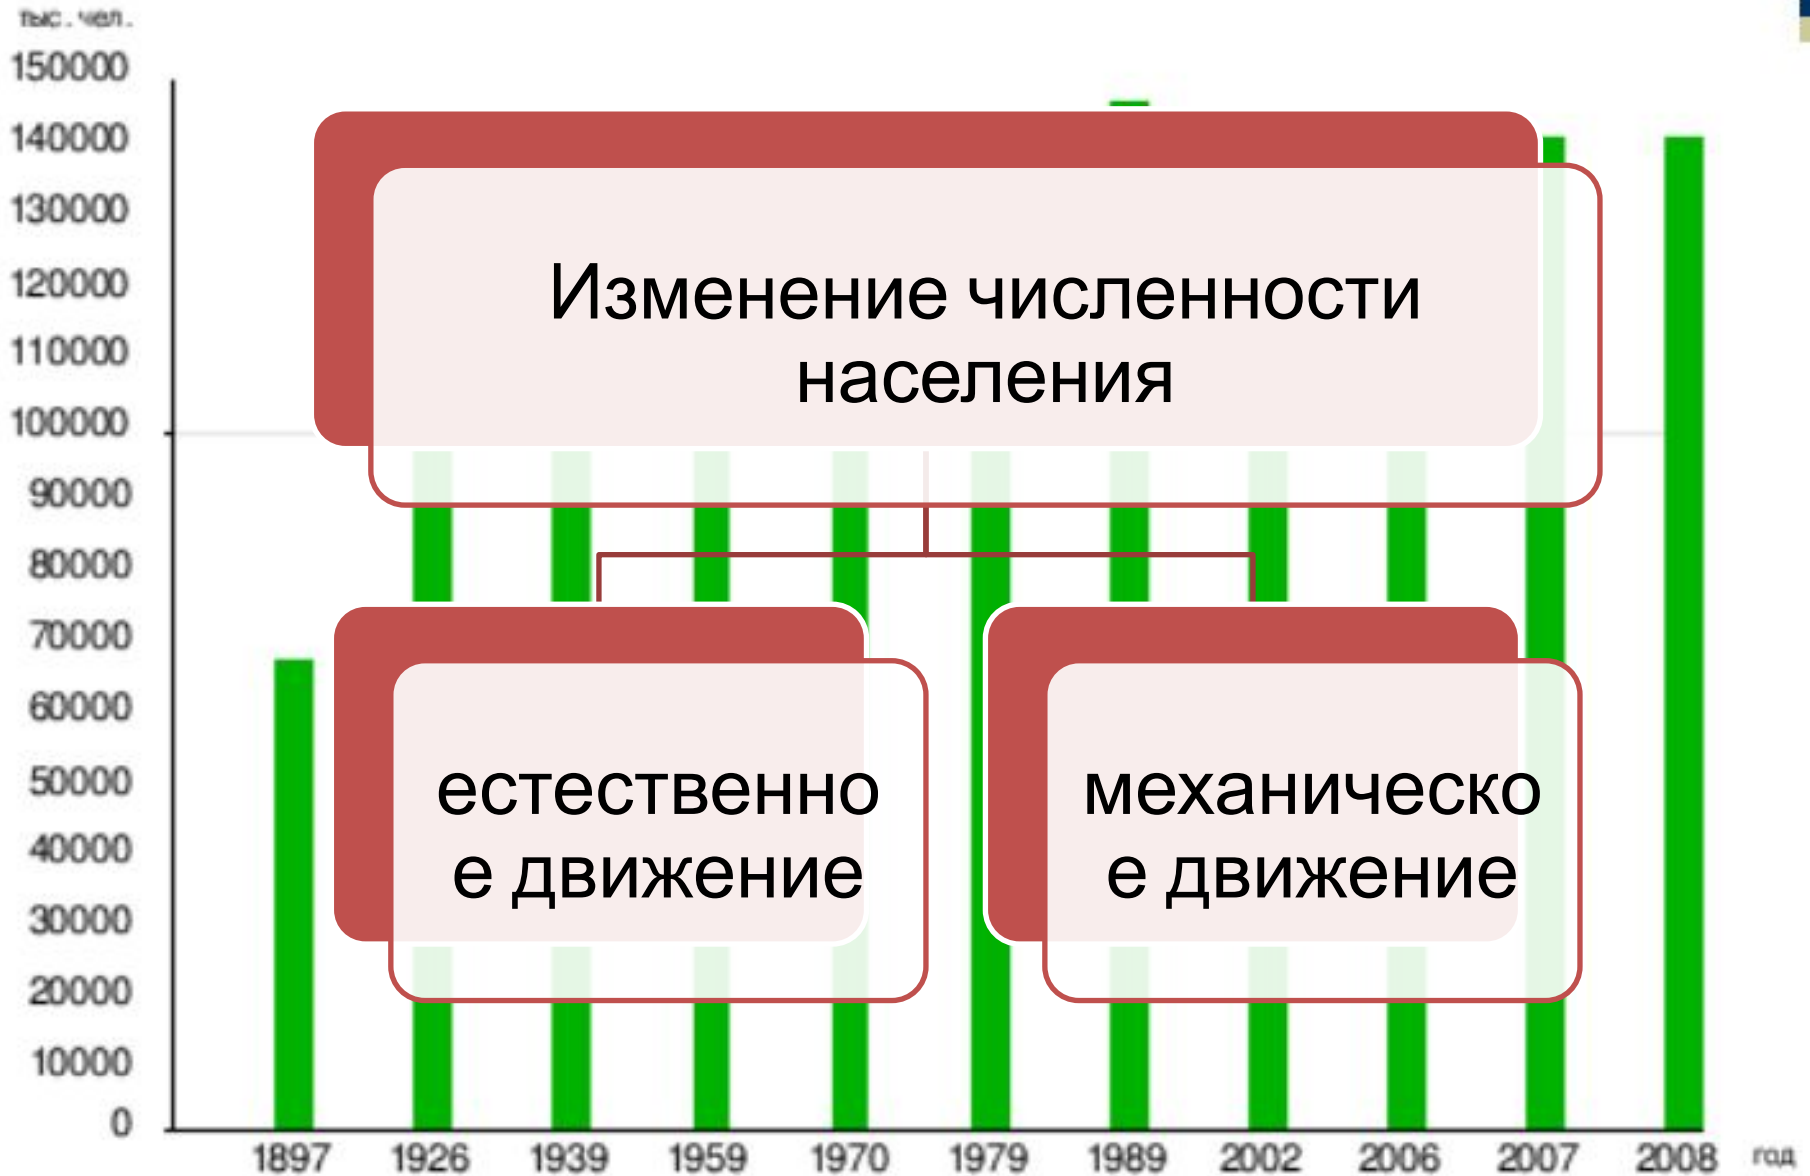 тыс. чел.
150000
140000
130000
120000
110000
100000
90000
80000
70000
60000
50000
40000
30000
20000
10000
0
Изменение численности
населения
естественно
е движение
механическо
е движение
1897 1926 1939 1959 1970 1979 1989 2002 2006 2007 2008 год